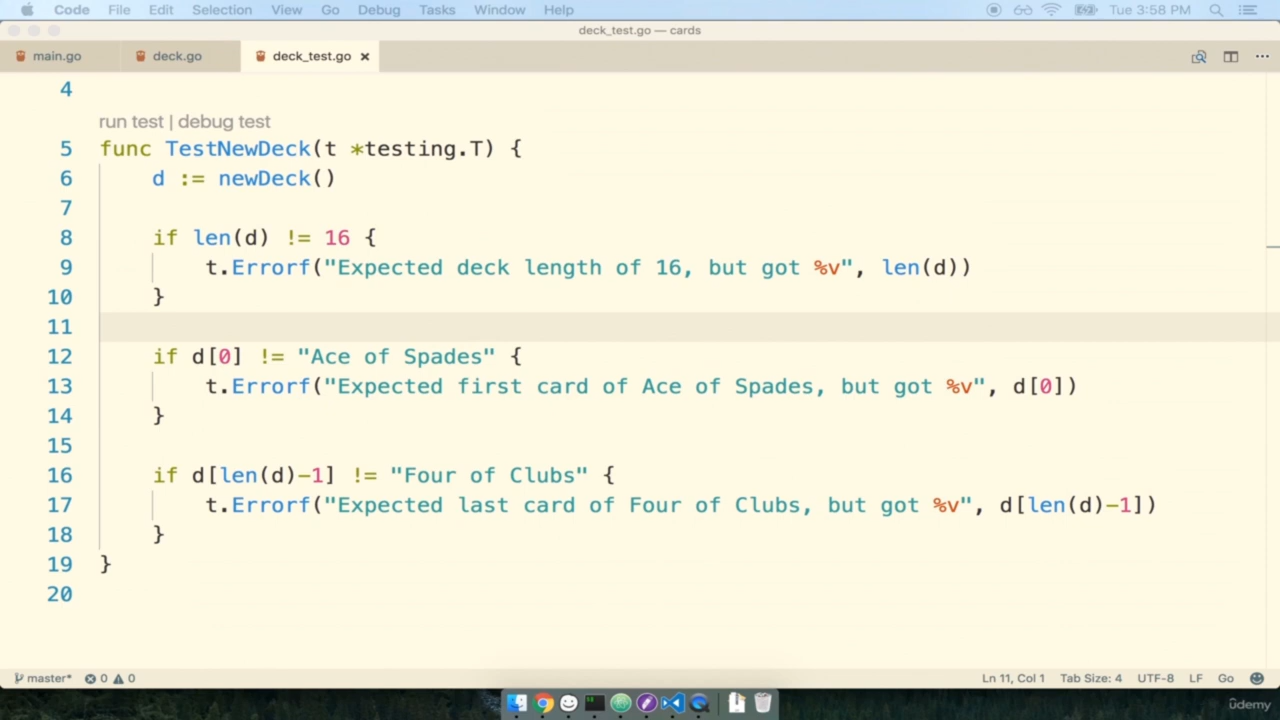 Code File Edit Selection View Go Debug Tasks Window Help Tue 3:58 PM
deck_test.go — cards
main.go deck.go deck_test.go
4
run test | debug test
5 func TestNewDeck(t *testing.T) {
6 d := newDeck()
7
8 if len(d) != 16 {
9 t.Errorf("Expected deck length of 16, but got %v", len(d))
10 }
11
12 if d[0] != "Ace of Spades" {
13 t.Errorf("Expected first card of Ace of Spades, but got %v", d[0])
14 }
15
16 if d[len(d)-1] != "Four of Clubs" {
17 t.Errorf("Expected last card of Four of Clubs, but got %v", d[len(d)-1])
18 }
19 }
20
master* 0 0 Ln 11, Col 1 Tab Size: 4 UTF-8 LF Go
ûdemy